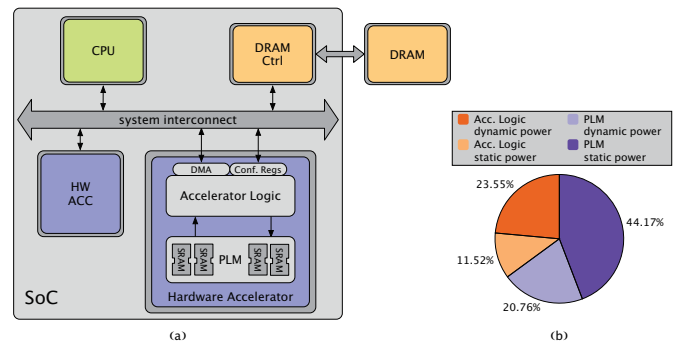 CPU
DRAM
Ctrl
DRAM
system interconnect
HW
ACC
DMA
Conf. Regs
Accelerator Logic
SRAM
SRAM
PLM
SRAM
SRAM
Hardware Accelerator
SoC
(a)
Acc. Logic
dynamic power
PLM
dynamic power
Acc. Logic
static power
PLM
static power
23.55%
44.17%
11.52%
20.76%
(b)